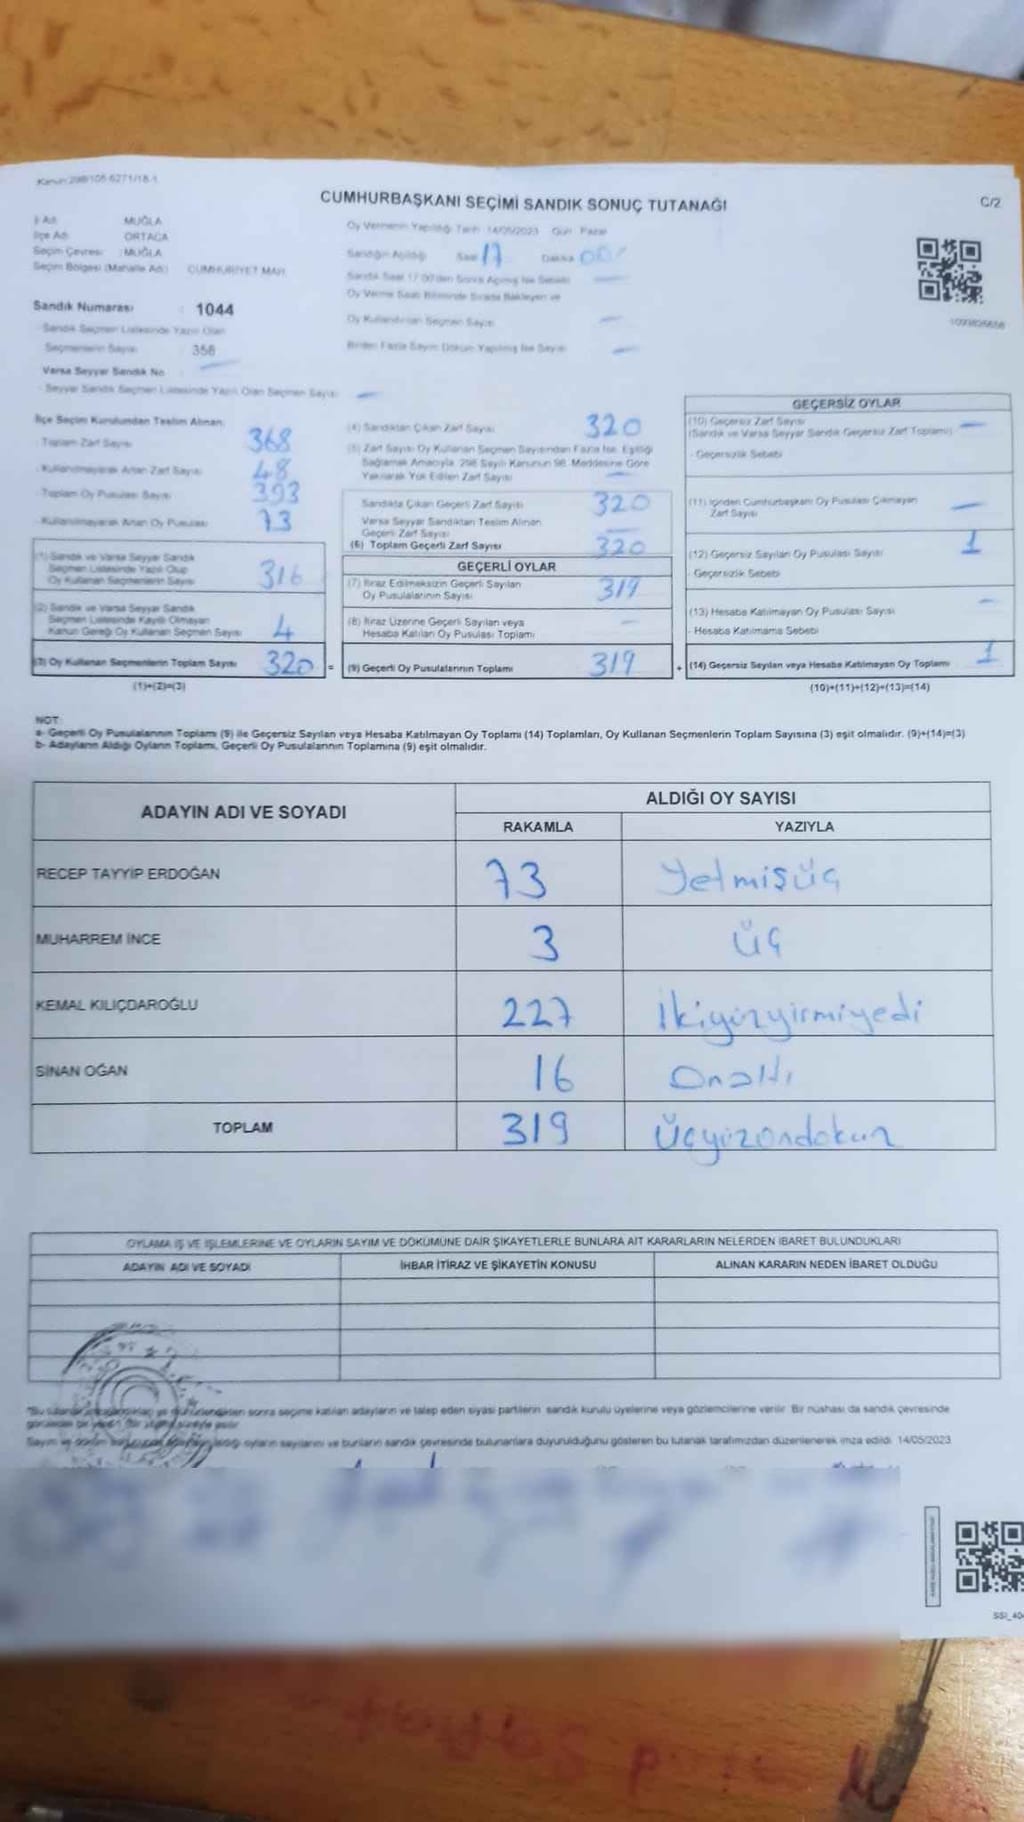 Kanun:298/105-6271/18-1
CUMHURBAŞKANI SEÇİMİ SANDIK SONUÇ TUTANAĞI
C/2
İl Adı : MUĞLA
İlçe Adı : ORTACA
Seçim Çevresi : MUĞLA
Seçim Bölgesi (Mahalle Adı) : CUMHURİYET MAH.
Oy Vermenin Yapıldığı Tarih: 14/05/2023 Gün: Pazar
Sandığın Açıldığı Saat 17 Dakika 00
Sandık Saat 17:00'den Sonra Açılmış İse Sebebi
Oy Verme Saati Bitiminde Sırada Bekleyen ve
Oy Kullandırılan Seçmen Sayısı
Birden Fazla Sayım Döküm Yapılmış İse Sayısı
Sandık Numarası : 1044
Sandık Seçmen Listesinde Yazılı Olan
Seçmenlerin Sayısı : 358
Varsa Seyyar Sandık No
Seyyar Sandık Seçmen Listesinde Yazılı Olan Seçmen Sayısı:
İlçe Seçim Kurulundan Teslim Alınan:
- Toplam Zarf Sayısı 368
- Kullanılmayarak Artan Zarf Sayısı 48
- Toplam Oy Pusulası Sayısı 393
- Kullanılmayarak Artan Oy Pusulası 73
(1) Sandık ve Varsa Seyyar Sandık
Seçmen Listesinde Yazılı Olup
Oy Kullanan Seçmenlerin Sayısı 316
(2) Sandık ve Varsa Seyyar Sandık
Seçmen Listesinde Kayıtlı Olmayan
Kanun Gereği Oy Kullanan Seçmen Sayısı 4
(3) Oy Kullanan Seçmenlerin Toplam Sayısı 320 =
(1)+(2)=(3)
(4) Sandıktan Çıkan Zarf Sayısı 320
(5) Zarf Sayısı Oy Kullanan Seçmen Sayısından Fazla İse, Eşitliği
Sağlamak Amacıyla, 298 Sayılı Kanunun 98. Maddesine Göre
Yakılarak Yok Edilen Zarf Sayısı
Sandıkta Çıkan Geçerli Zarf Sayısı 320
Varsa Seyyar Sandıktan Teslim Alınan
Geçerli Zarf Sayısı
(6) Toplam Geçerli Zarf Sayısı 320
GEÇERLİ OYLAR
(7) İtiraz Edilmeksizin Geçerli Sayılan
Oy Pusulalarının Sayısı 319
(8) İtiraz Üzerine Geçerli Sayılan veya
Hesaba Katılan Oy Pusulası Toplamı
(9) Geçerli Oy Pusulalarının Toplamı 319 +
GEÇERSİZ OYLAR
(10) Geçersiz Zarf Sayısı
(Sandık ve Varsa Seyyar Sandık Geçersiz Zarf Toplamı)
- Geçersizlik Sebebi
(11) İçinden Cumhurbaşkanı Oy Pusulası Çıkmayan
Zarf Sayısı
(12) Geçersiz Sayılan Oy Pusulası Sayısı 1
- Geçersizlik Sebebi
(13) Hesaba Katılmayan Oy Pusulası Sayısı
- Hesaba Katılmama Sebebi
(14) Geçersiz Sayılan veya Hesaba Katılmayan Oy Toplamı 1
(10)+(11)+(12)+(13)=(14)
NOT:
a- Geçerli Oy Pusulalarının Toplamı (9) ile Geçersiz Sayılan veya Hesaba Katılmayan Oy Toplamı (14) Toplamları, Oy Kullanan Seçmenlerin Toplam Sayısına (3) eşit olmalıdır. (9)+(14)=(3)
b- Adayların Aldığı Oyların Toplamı, Geçerli Oy Pusulalarının Toplamına (9) eşit olmalıdır.
ADAYIN ADI VE SOYADI
ALDIĞI OY SAYISI
RAKAMLA YAZIYLA
RECEP TAYYİP ERDOĞAN 73 Yetmişüç
MUHARREM İNCE 3 üç
KEMAL KILIÇDAROĞLU 227 İkiyüzyirmiyedi
SİNAN OĞAN 16 Onaltı
TOPLAM 319 Üçyüzondokuz
OYLAMA İŞ VE İŞLEMLERİNE VE OYLARIN SAYIM VE DÖKÜMÜNE DAİR ŞİKAYETLERLE BUNLARA AİT KARARLARIN NELERDEN İBARET BULUNDUKLARI
ADAYIN ADI VE SOYADI İHBAR İTİRAZ VE ŞİKAYETİN KONUSU ALINAN KARARIN NEDEN İBARET OLDUĞU
sonra seçime katılan adayların ve talep eden siyasi partilerin sandık kurulu üyelerine veya gözlemcilerine verilir. Bir nüshası da sandık çevresinde
Sayım ve döküm oyların sayılarını ve bunların sandık çevresinde bulunanlara duyurulduğunu gösteren bu tutanak tarafımızdan düzenlenerek imza edildi. 14/05/2023